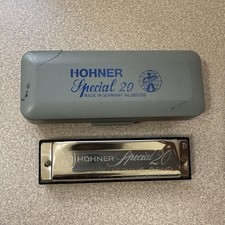 HOHNER
Special 20
MADE IN GERMANY
HOHNER Special 20